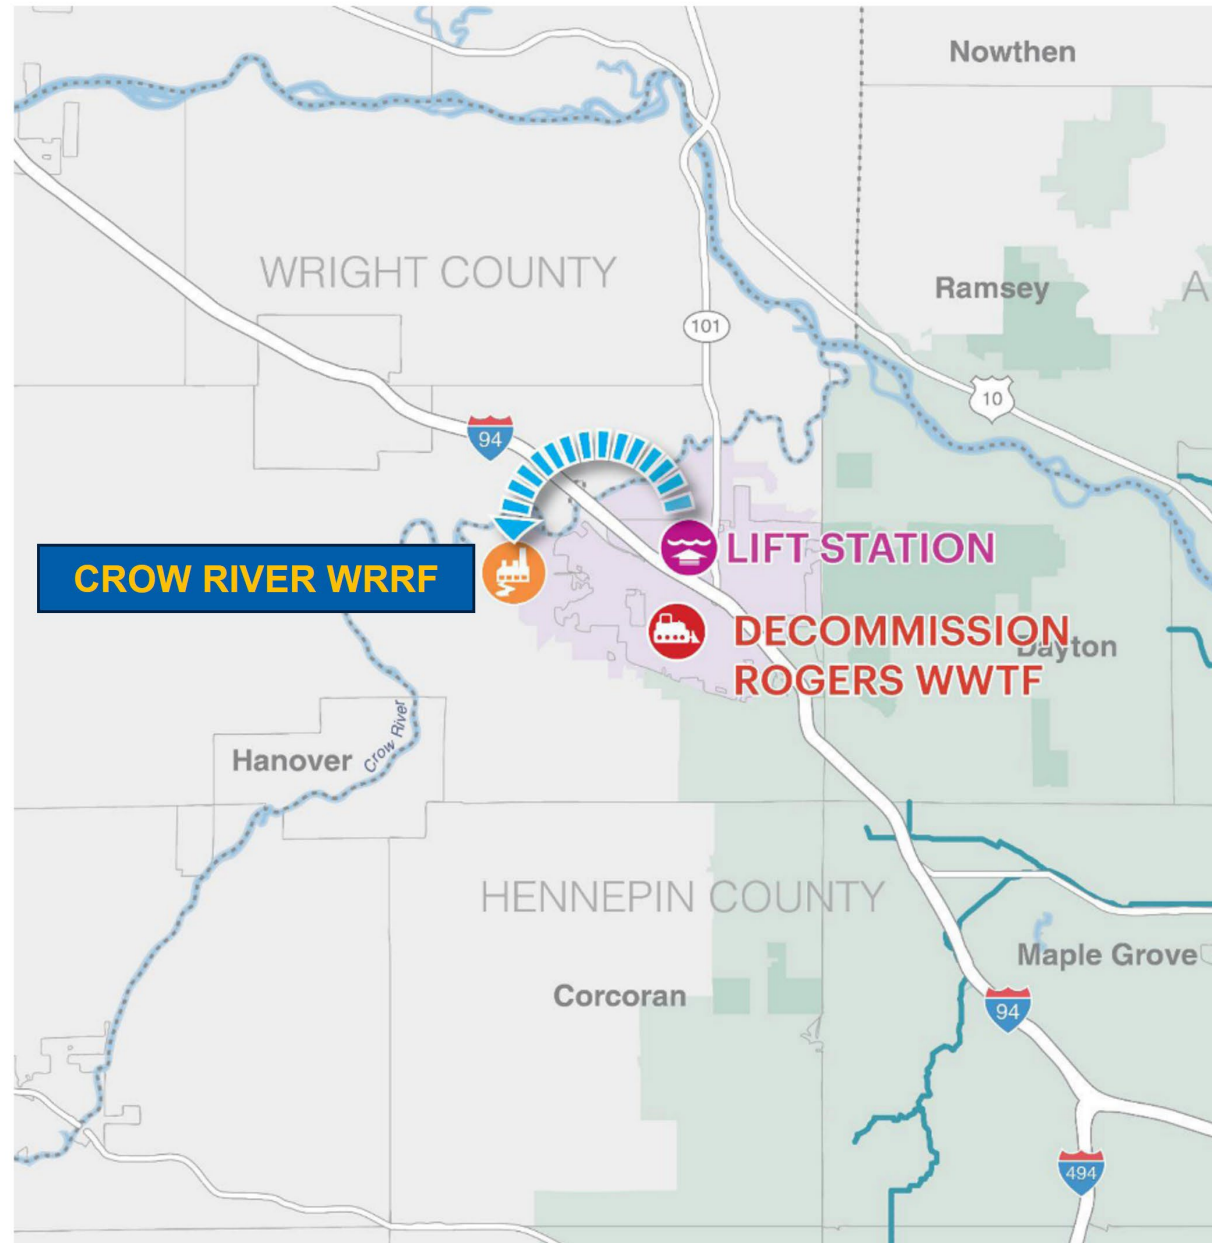 Nowthen
WRIGHT COUNTY
Ramsey
A
101
10
94
LIFT STATION
CROW RIVER WRRF
DECOMMISSION
ROGERS WWTF
Dayton
Hanover
Crow River
HENNEPIN COUNTY
Maple Grove
Corcoran
94
494